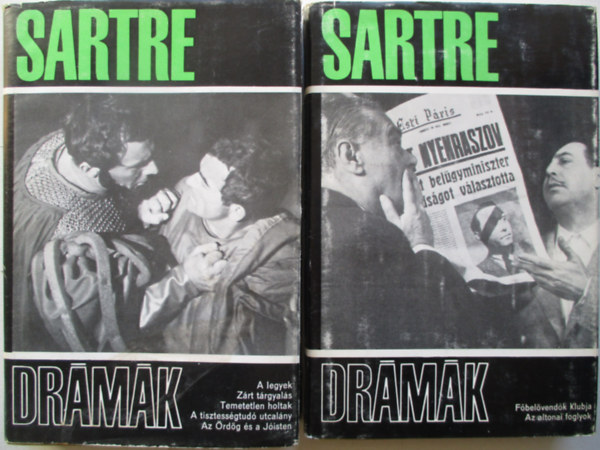 SARTRE
DRÁMÁK
A legyek
Zárt tárgyalás
Temetetlen holtak
A tisztességtudó utcalány
Az Ördög és a Jóisten
SARTRE
Esti Páris
NYEKRASZOV
t belügyminiszter
dságot választotta
DRÁMÁK
Főbelövendők Klubja
Az altonai foglyok